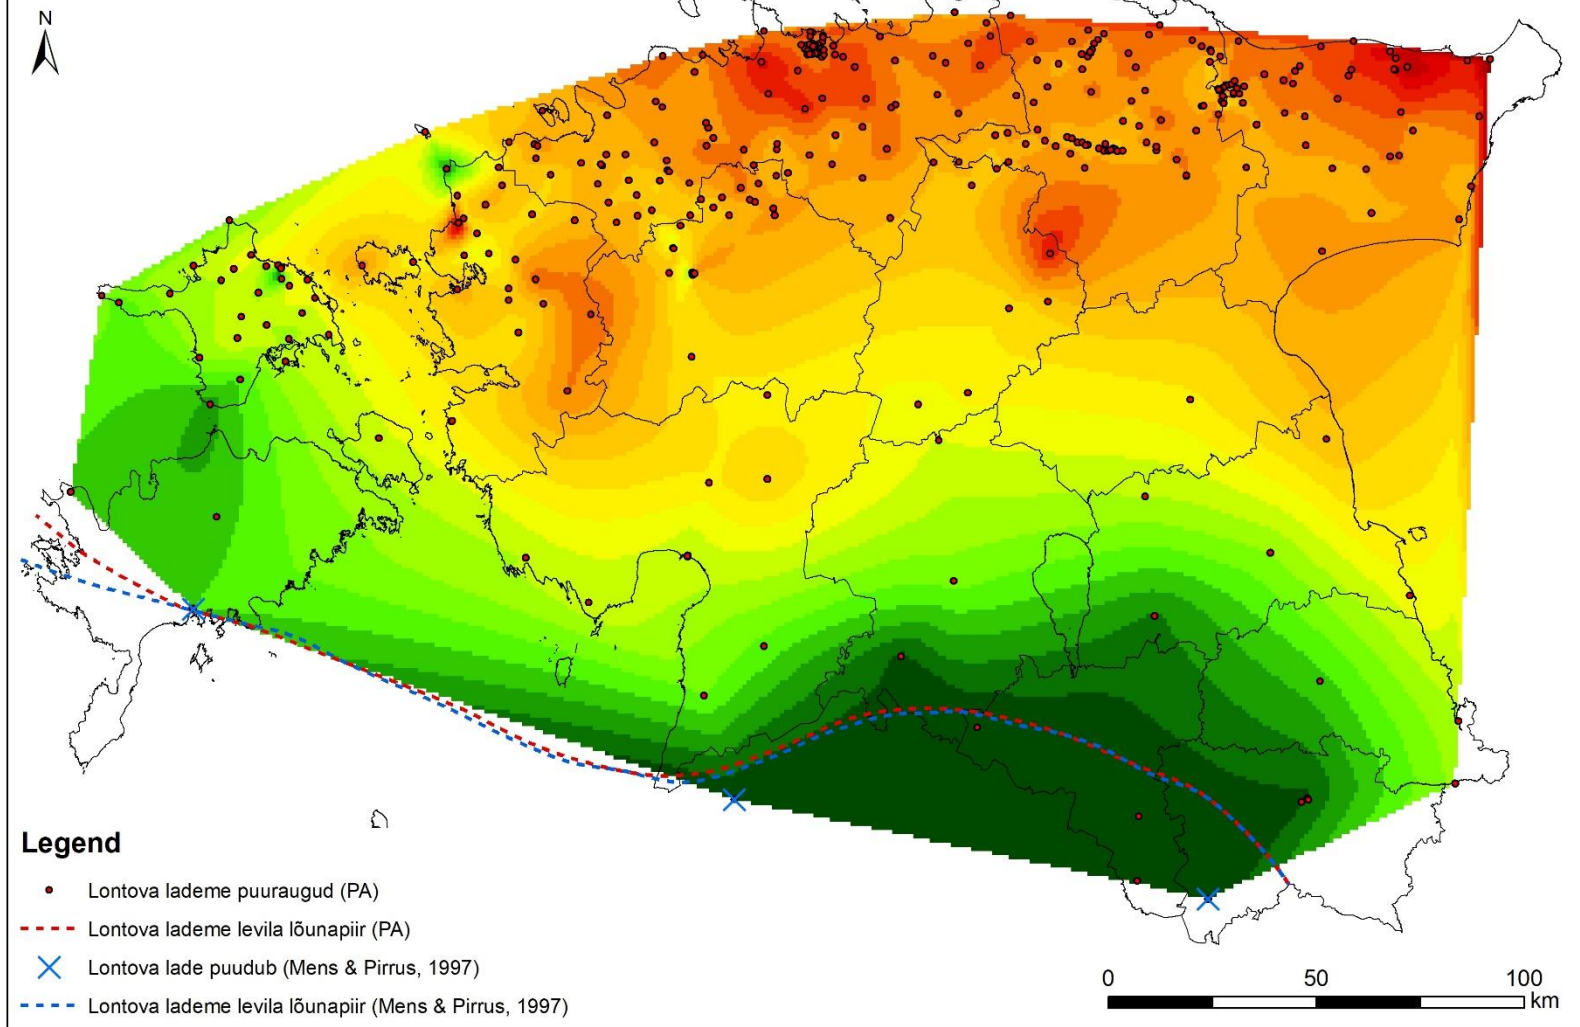 N
Legend
Lontova lademe puuraugud (PA)
Lontova lademe levila lõunapiir (PA)
Lontova lade puudub (Mens & Pirrus, 1997)
Lontova lademe levila lõunapiir (Mens & Pirrus, 1997)
0 50 100
km